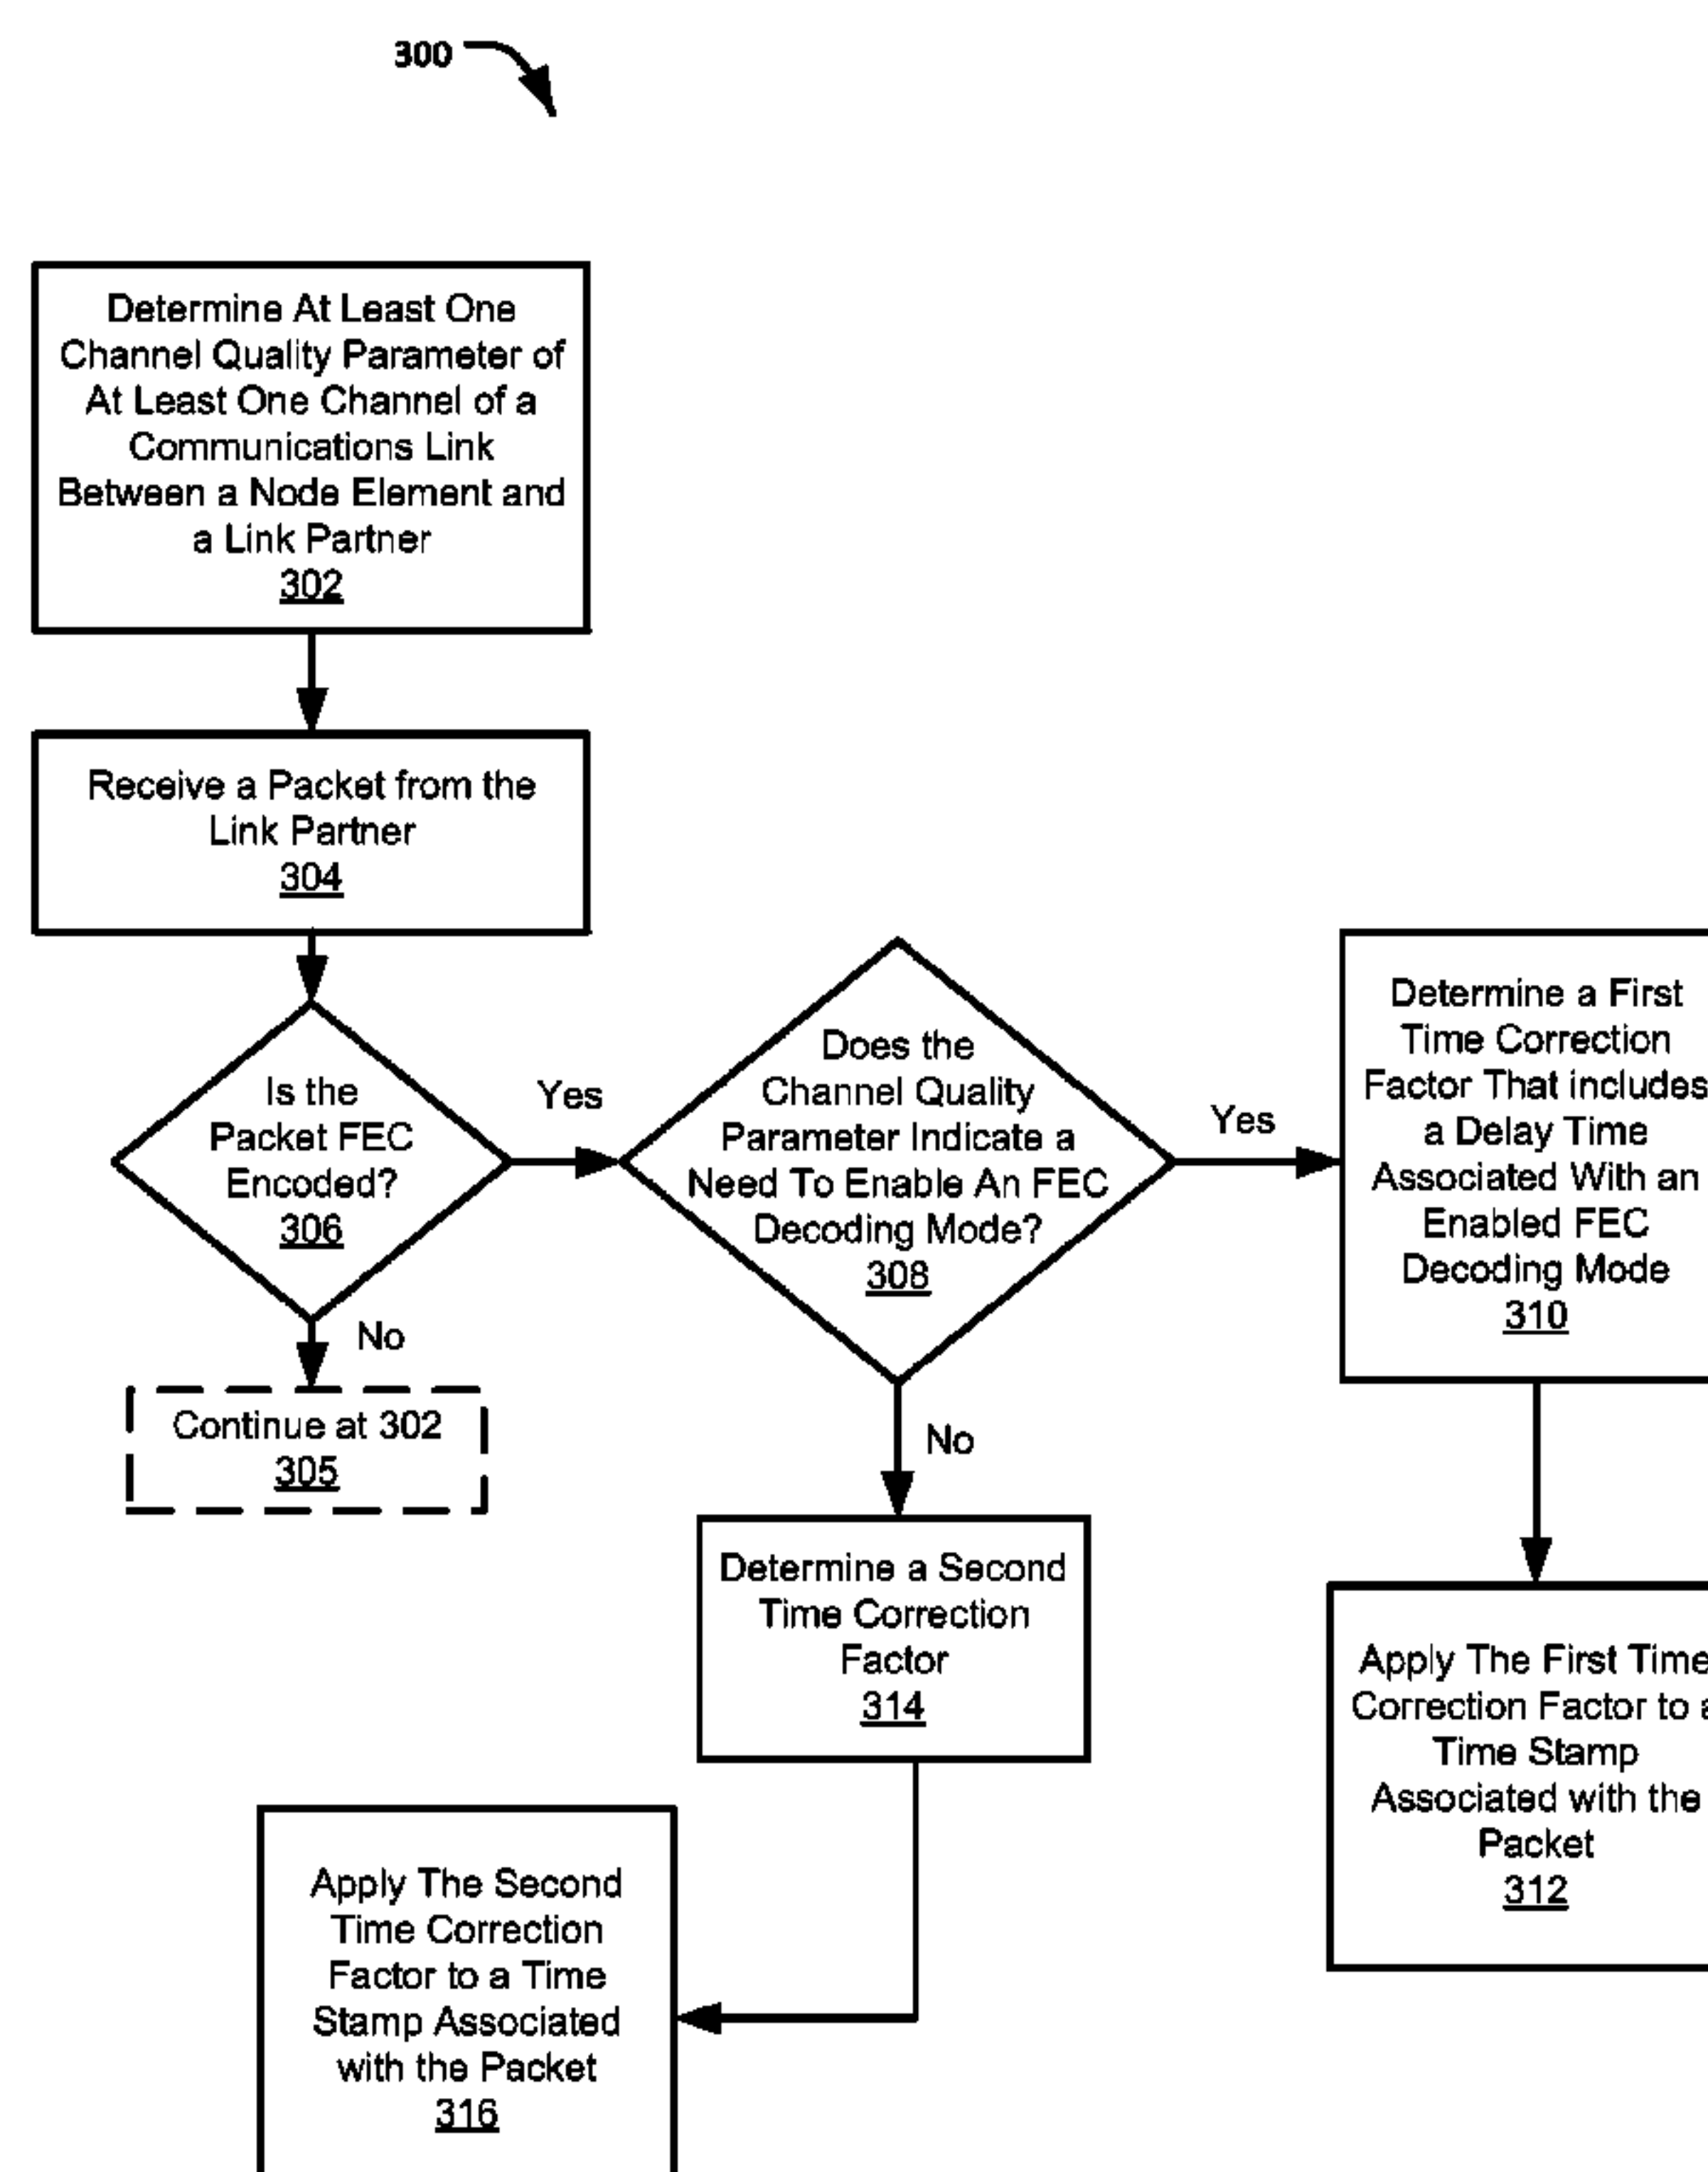 300
Determine At Least One
Channel Quality Parameter of
At Least One Channel of a
Communications Link
Between a Node Element and
a Link Partner
302
Receive a Packet from the
Link Partner
304
Is the
Packet FEC
Encoded?
306
Yes
No
Continue at 302
305
Does the
Channel Quality
Parameter Indicate a
Need To Enable An FEC
Decoding Mode?
308
Yes
No
Determine a First
Time Correction
Factor That includes
a Delay Time
Associated With an
Enabled FEC
Decoding Mode
310
Apply The First Time
Correction Factor to a
Time Stamp
Associated with the
Packet
312
Determine a Second
Time Correction
Factor
314
Apply The Second
Time Correction
Factor to a Time
Stamp Associated
with the Packet
316